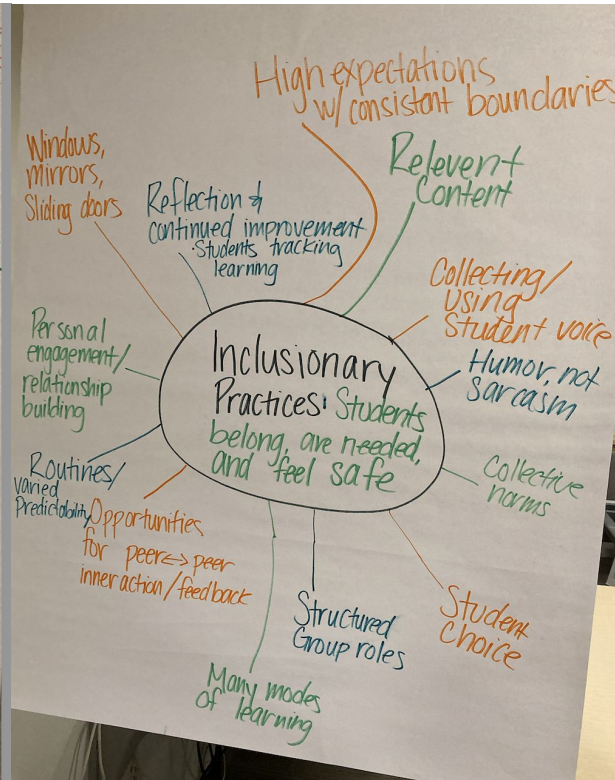 High expectations
w/ consistent boundaries
Relevent
Content
Windows,
mirrors,
Sliding doors
Reflection &
continued improvement
·Students tracking
learning
Collecting/
Using
Student voice
Humor, not
Sarcasm
Personal
engagement/
relationship
building
Inclusionary
Practices: Students
belong, are needed,
and feel safe
Collective
norms
Routines/
varied
Predictability
Opportunities
for peer↔peer
inneraction/feedback
Structured
Group roles
Student
Choice
Many modes
of learning